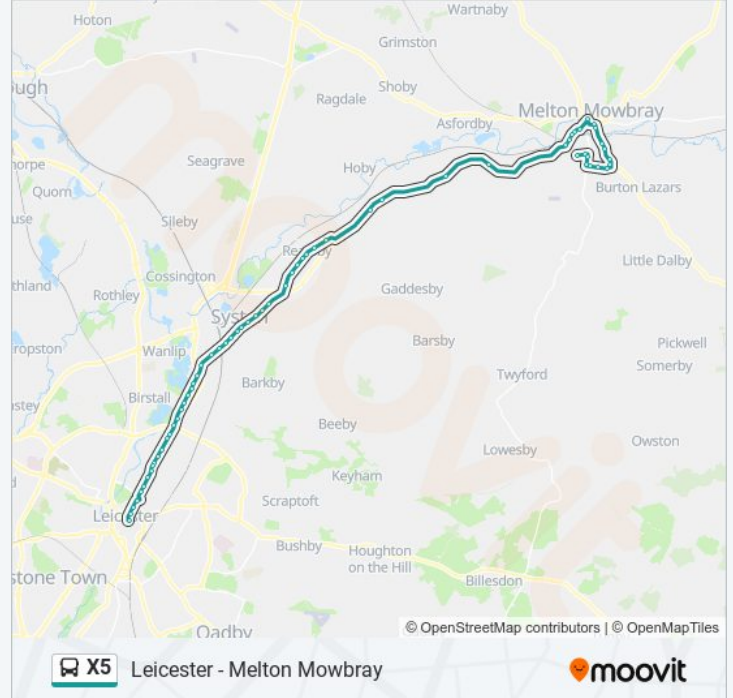 Wartnaby
Hoton
Grimston
Shoby
ough
Ragdale
Melton Mowbray
Asfordby
Seagrave
Hoby
horpe
Quorn
Burton Lazars
use
Sileby
Little Dalby
Cossington
thland
Rothley
Gaddesby
Syston
Barsby
Pickwell
ropston
Wanlip
Somerby
Twyford
Barkby
Birstall
stey
Beeby
Owston
Lowesby
Keyham
d
Scraptoft
Leicester
Bushby
Houghton
on the Hill
stone Town
Billesdon
Oadby
moovit
© OpenStreetMap contributors | © OpenMapTiles
X5 Leicester - Melton Mowbray
moovit